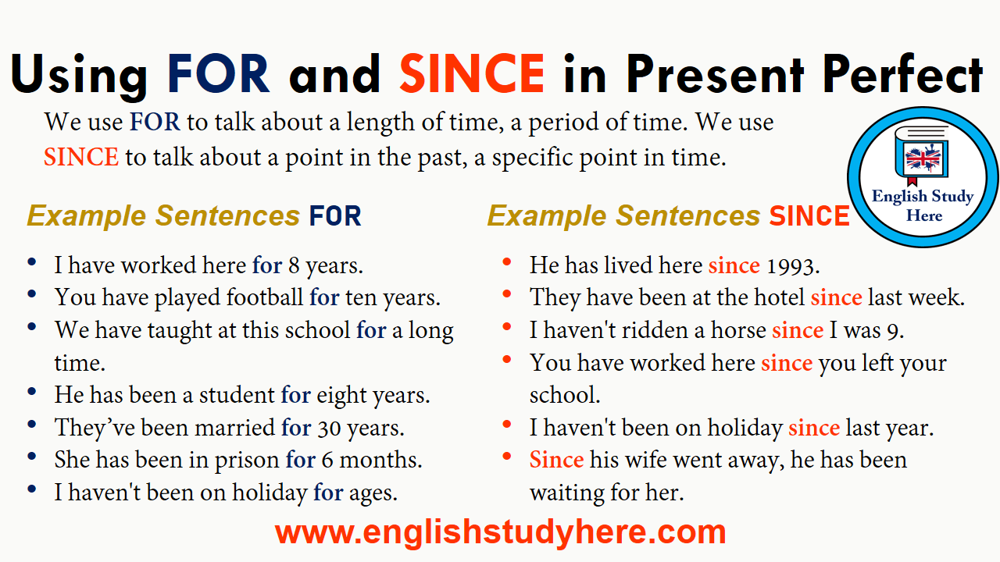 Using FOR and SINCE in Present Perfect
We use FOR to talk about a length of time, a period of time. We use
SINCE to talk about a point in the past, a specific point in time.
English Study
Here
Example Sentences FOR
• I have worked here for 8 years.
• You have played football for ten years.
• We have taught at this school for a long
time.
• He has been a student for eight years.
• They’ve been married for 30 years.
• She has been in prison for 6 months.
• I haven't been on holiday for ages.
Example Sentences SINCE
• He has lived here since 1993.
• They have been at the hotel since last week.
• I haven't ridden a horse since I was 9.
• You have worked here since you left your
school.
• I haven't been on holiday since last year.
• Since his wife went away, he has been
waiting for her.
www.englishstudyhere.com